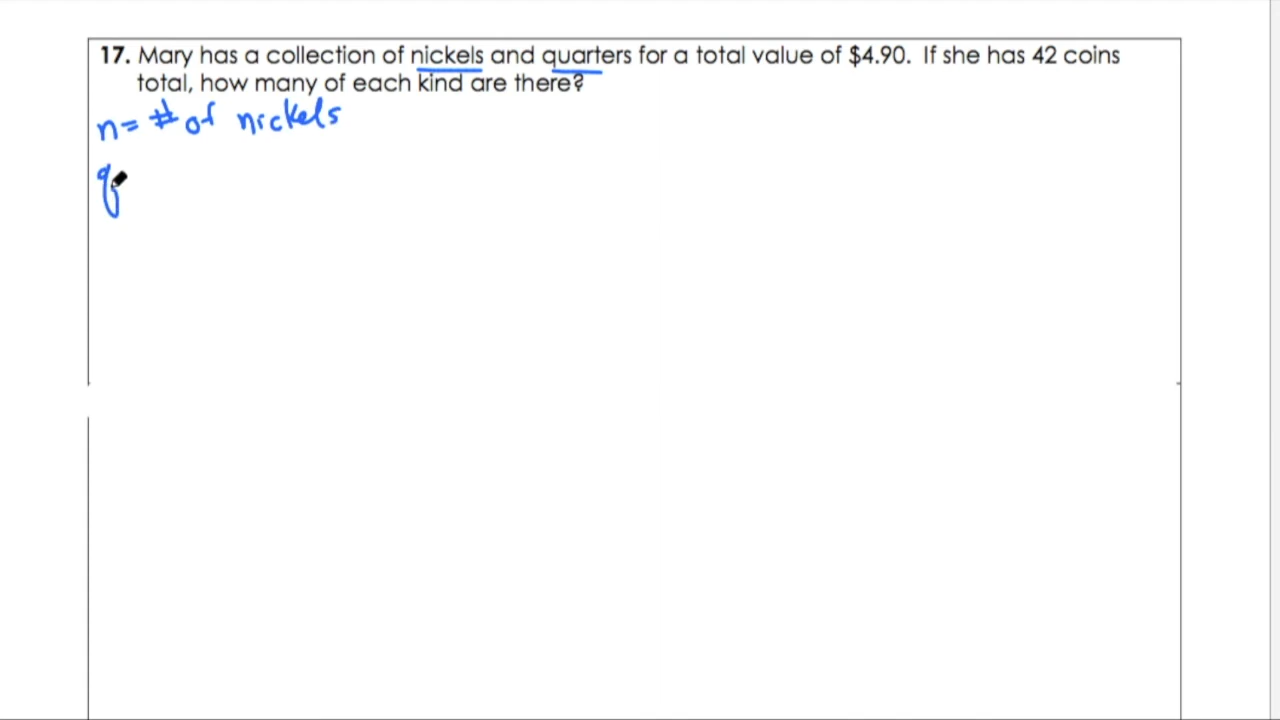 17. Mary has a collection of nickels and quarters for a total value of $4.90. If she has 42 coins
total, how many of each kind are there?
n = # of nickels
q